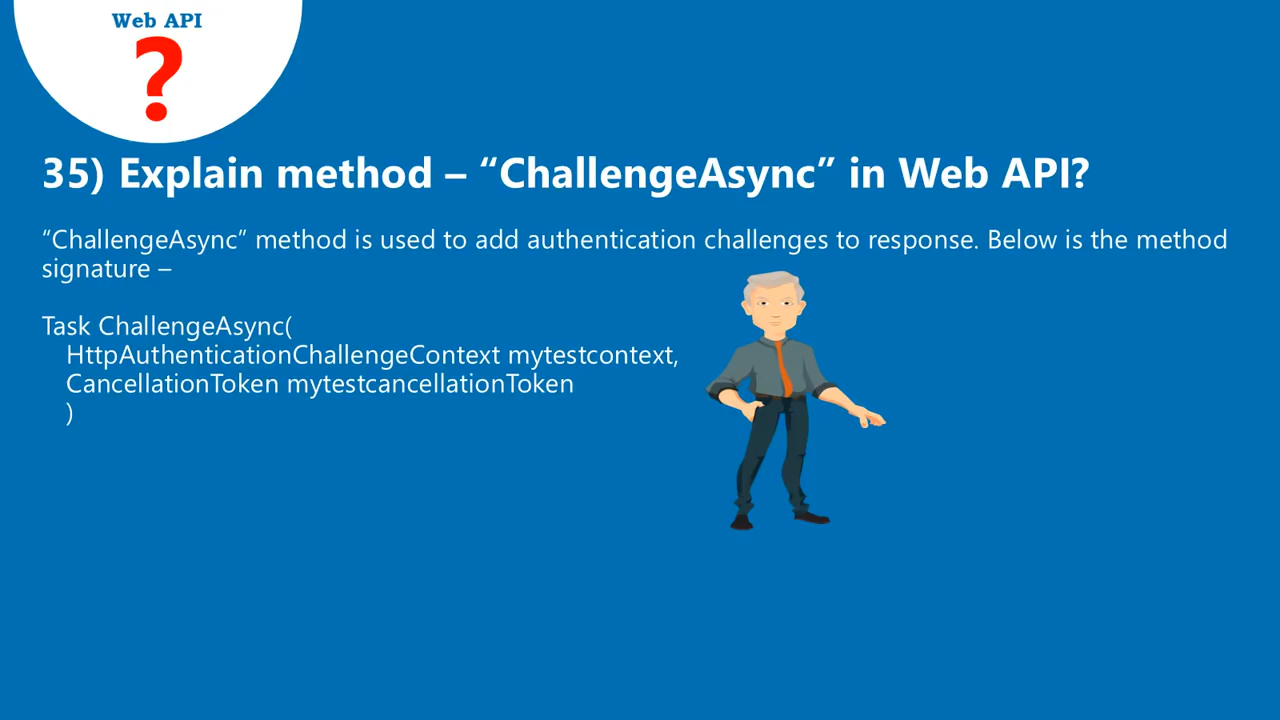 Web API
?
35) Explain method – “ChallengeAsync” in Web API?
“ChallengeAsync” method is used to add authentication challenges to response. Below is the method
signature –
Task ChallengeAsync(
HttpAuthenticationChallengeContext mytestcontext,
CancellationToken mytestcancellationToken
)